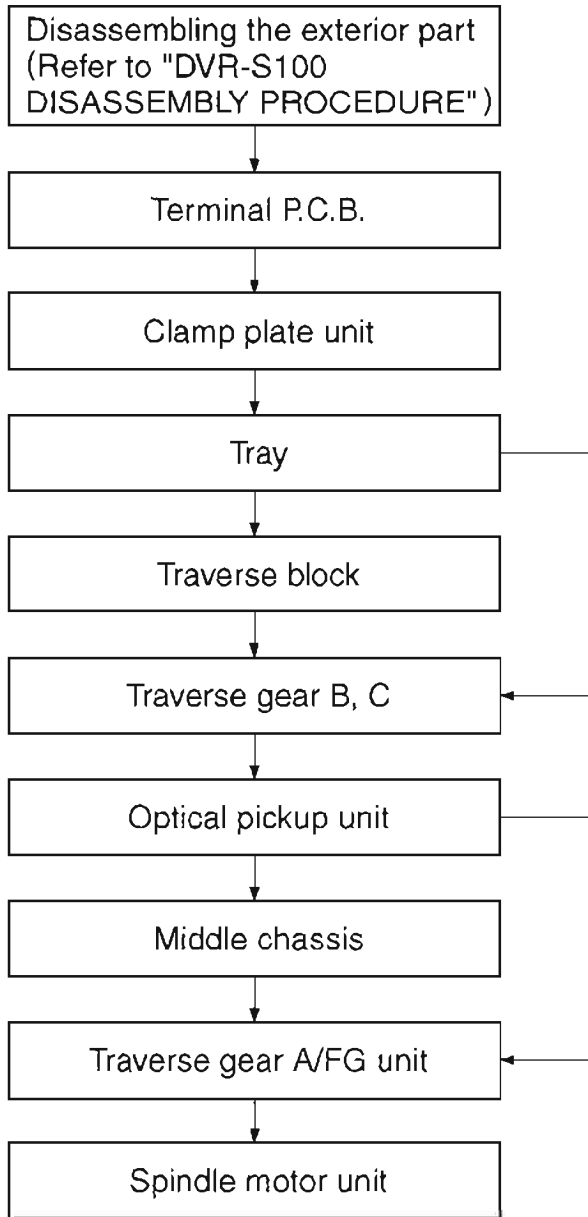 Disassembling the exterior part
(Refer to "DVR-S100
DISASSEMBLY PROCEDURE")
Terminal P.C.B.
Clamp plate unit
Tray
Traverse block
Traverse gear B, C
Optical pickup unit
Middle chassis
Traverse gear A/FG unit
Spindle motor unit